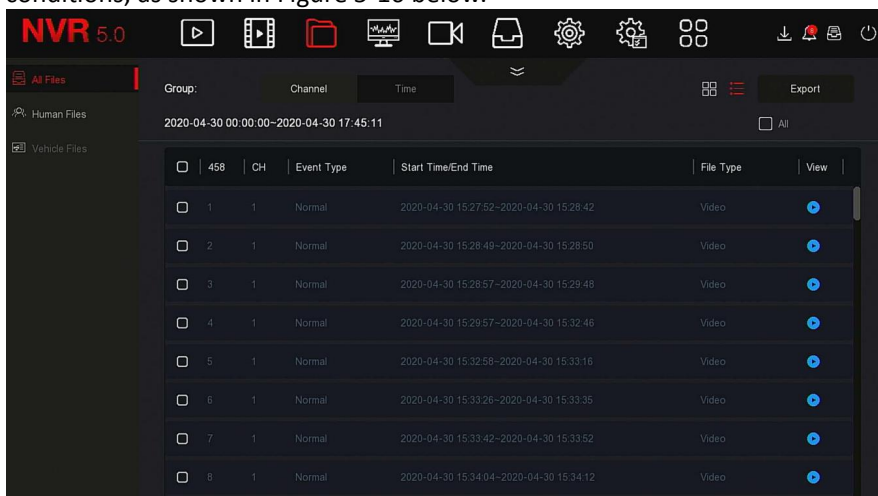 conditions, as shown in Figure 5-10 below:
NVR 5.0
All Files
Human Files
Vehicle Files
Group: Channel Time Export
2020-04-30 00:00:00~2020-04-30 17:45:11 All
458 CH Event Type Start Time/End Time File Type View
1 1 Normal 2020-04-30 15:27:52~2020-04-30 15:28:42 Video
2 1 Normal 2020-04-30 15:28:49~2020-04-30 15:28:50 Video
3 1 Normal 2020-04-30 15:28:57~2020-04-30 15:29:48 Video
4 1 Normal 2020-04-30 15:29:57~2020-04-30 15:32:46 Video
5 1 Normal 2020-04-30 15:32:58~2020-04-30 15:33:16 Video
6 1 Normal 2020-04-30 15:33:26~2020-04-30 15:33:35 Video
7 1 Normal 2020-04-30 15:33:42~2020-04-30 15:33:52 Video
8 1 Normal 2020-04-30 15:34:04~2020-04-30 15:34:12 Video